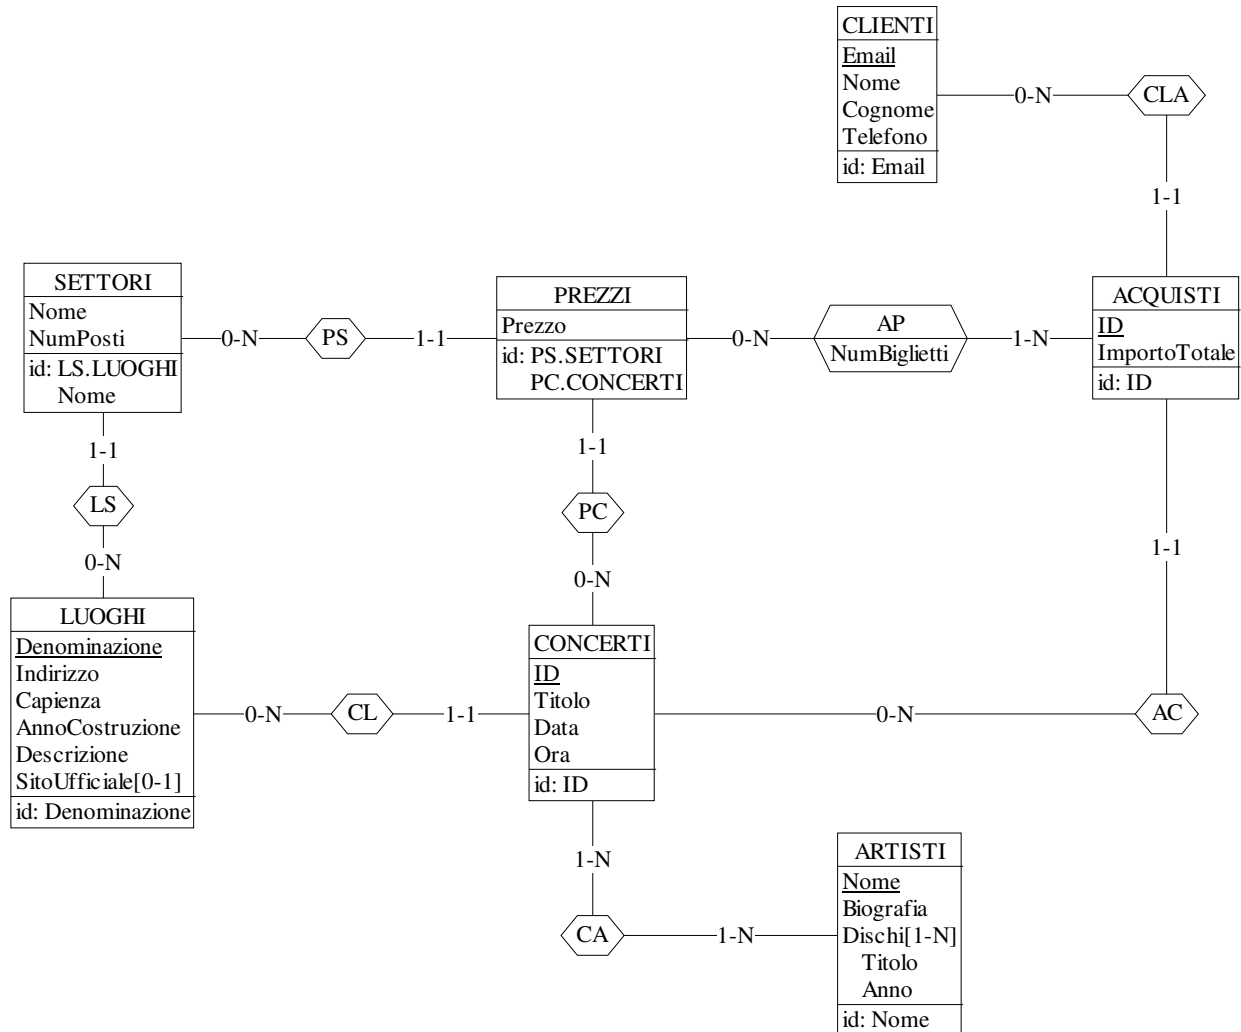 CLIENTI
Email
Nome
Cognome
Telefono
id: Email
0-N
CLA
1-1
SETTORI
Nome
NumPosti
id: LS.LUOGHI
Nome
0-N
PS
1-1
PREZZI
Prezzo
id: PS.SETTORI
PC.CONCERTI
0-N
AP
NumBiglietti
1-N
ACQUISTI
ID
ImportoTotale
id: ID
1-1
LS
0-N
1-1
PC
0-N
1-1
LUOGHI
Denominazione
Indirizzo
Capienza
AnnoCostruzione
Descrizione
SitoUfficiale[0-1]
id: Denominazione
0-N
CL
1-1
CONCERTI
ID
Titolo
Data
Ora
id: ID
0-N
AC
1-N
CA
1-N
ARTISTI
Nome
Biografia
Dischi[1-N]
Titolo
Anno
id: Nome